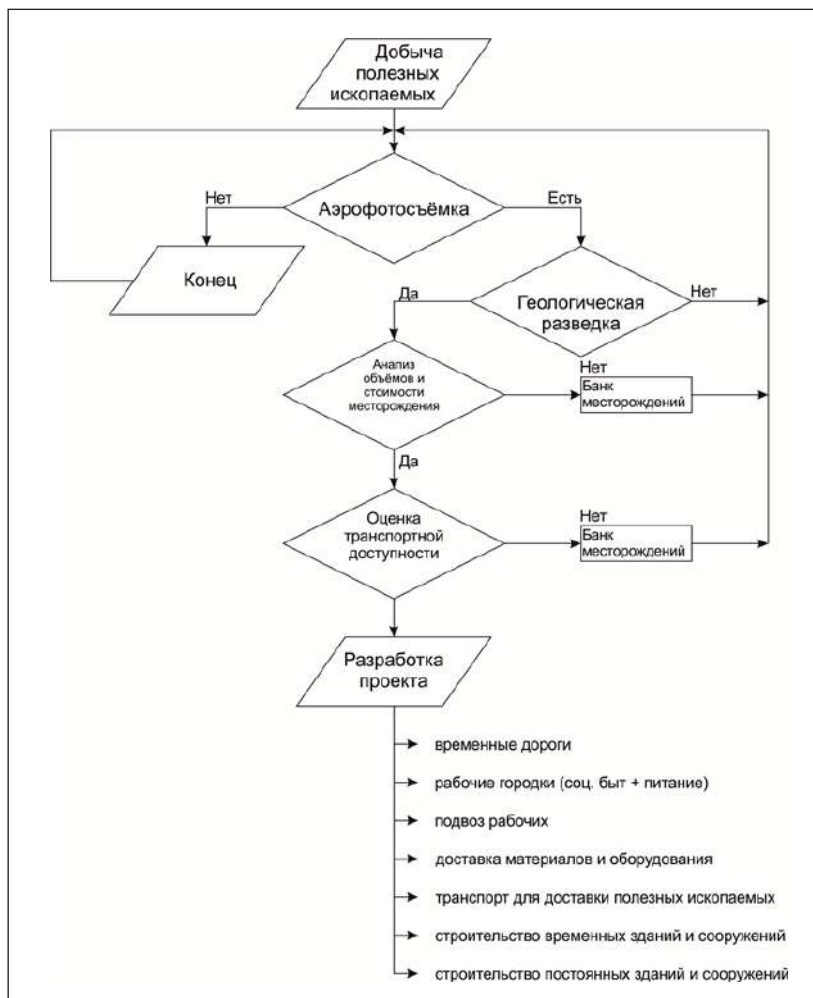 Добыча
полезных
ископаемых
Нет
Есть
Аэрофотосъёмка
Конец
Геологическая
разведка
Да
Нет
Анализ
объёмов и
стоимости
месторождения
Нет
Банк
месторождений
Да
Оценка
транспортной
доступности
Нет
Банк
месторождений
Разработка
проекта
временные дороги
рабочие городки (соц. быт + питание)
подвоз рабочих
доставка материалов и оборудования
транспорт для доставки полезных ископаемых
строительство временных зданий и сооружений
строительство постоянных зданий и сооружений